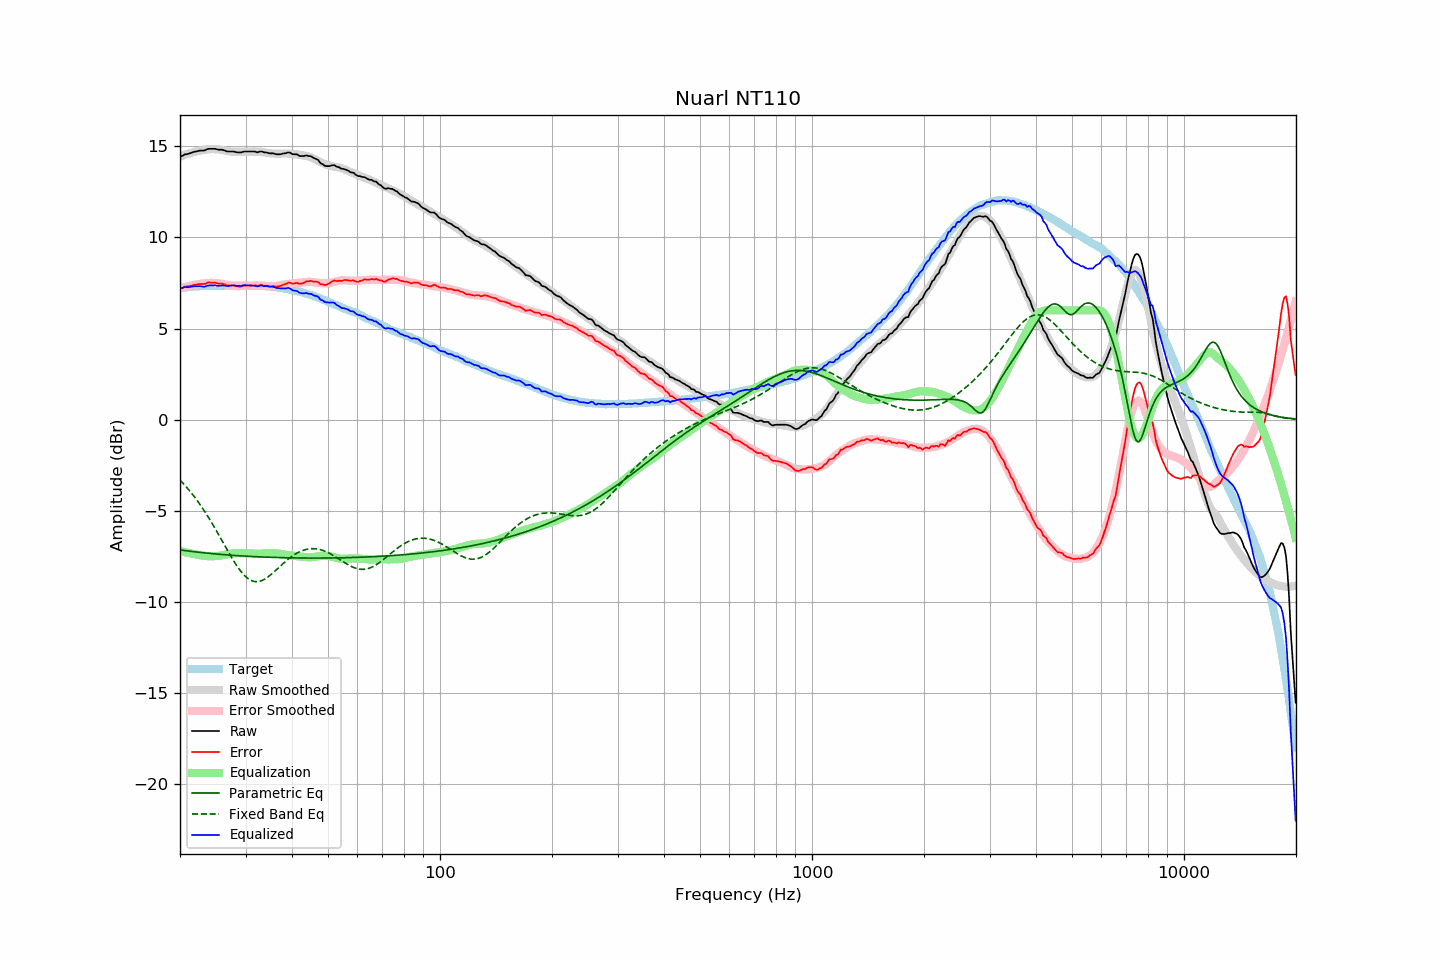 Nuarl NT110
15
10
5
0
−5
−10
−15
−20
Amplitude (dBr)
Target
Raw Smoothed
Error Smoothed
Raw
Error
Equalization
Parametric Eq
Fixed Band Eq
Equalized
100
1000
10000
Frequency (Hz)